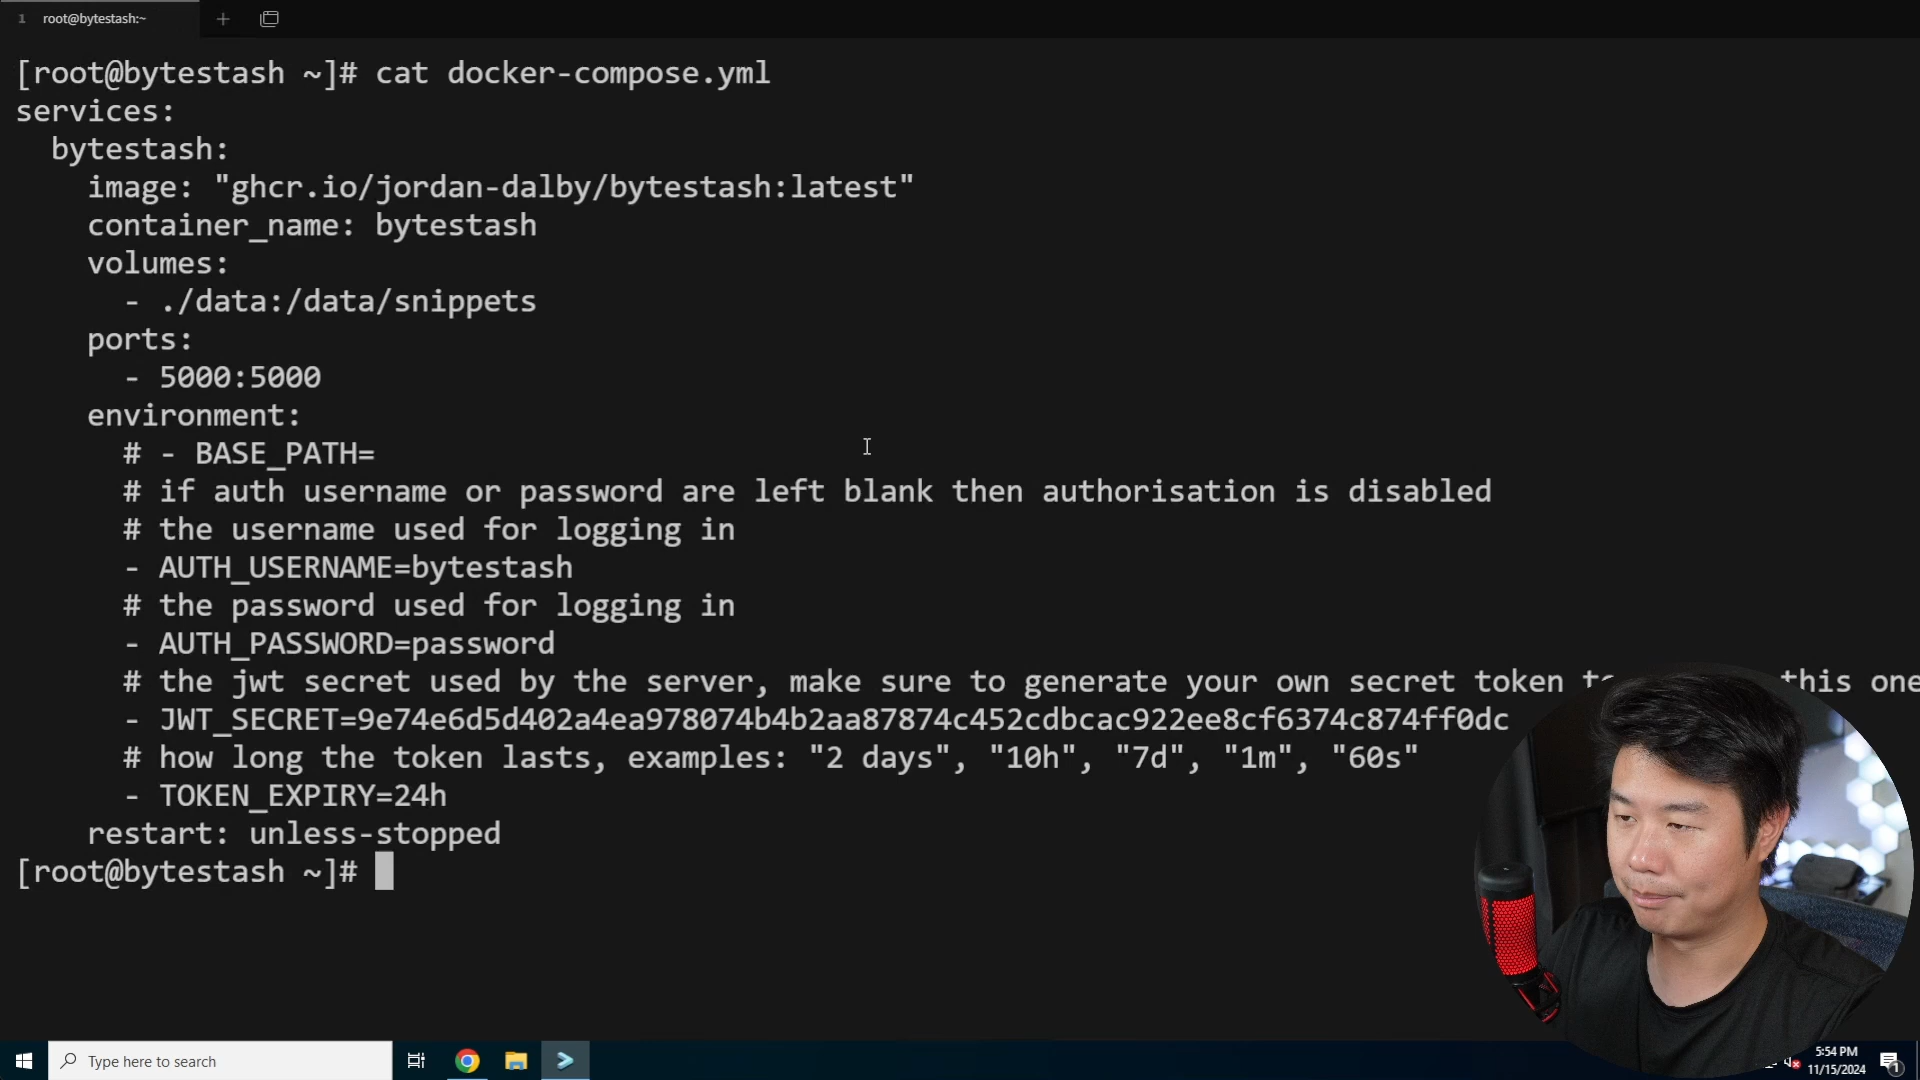 1 root@bytestash:~
[root@bytestash ~]# cat docker-compose.yml
services:
  bytestash:
    image: "ghcr.io/jordan-dalby/bytestash:latest"
    container_name: bytestash
    volumes:
      - ./data:/data/snippets
    ports:
      - 5000:5000
    environment:
      # - BASE_PATH=
      # if auth username or password are left blank then authorisation is disabled
      # the username used for logging in
      - AUTH_USERNAME=bytestash
      # the password used for logging in
      - AUTH_PASSWORD=password
      # the jwt secret used by the server, make sure to generate your own secret token this one
      - JWT_SECRET=9e74e6d5d402a4ea978074b4b2aa87874c452cdbcac922ee8cf6374c874ff0dc
      # how long the token lasts, examples: "2 days", "10h", "7d", "1m", "60s"
      - TOKEN_EXPIRY=24h
    restart: unless-stopped
[root@bytestash ~]#
Type here to search
5:54 PM
11/15/2024
1